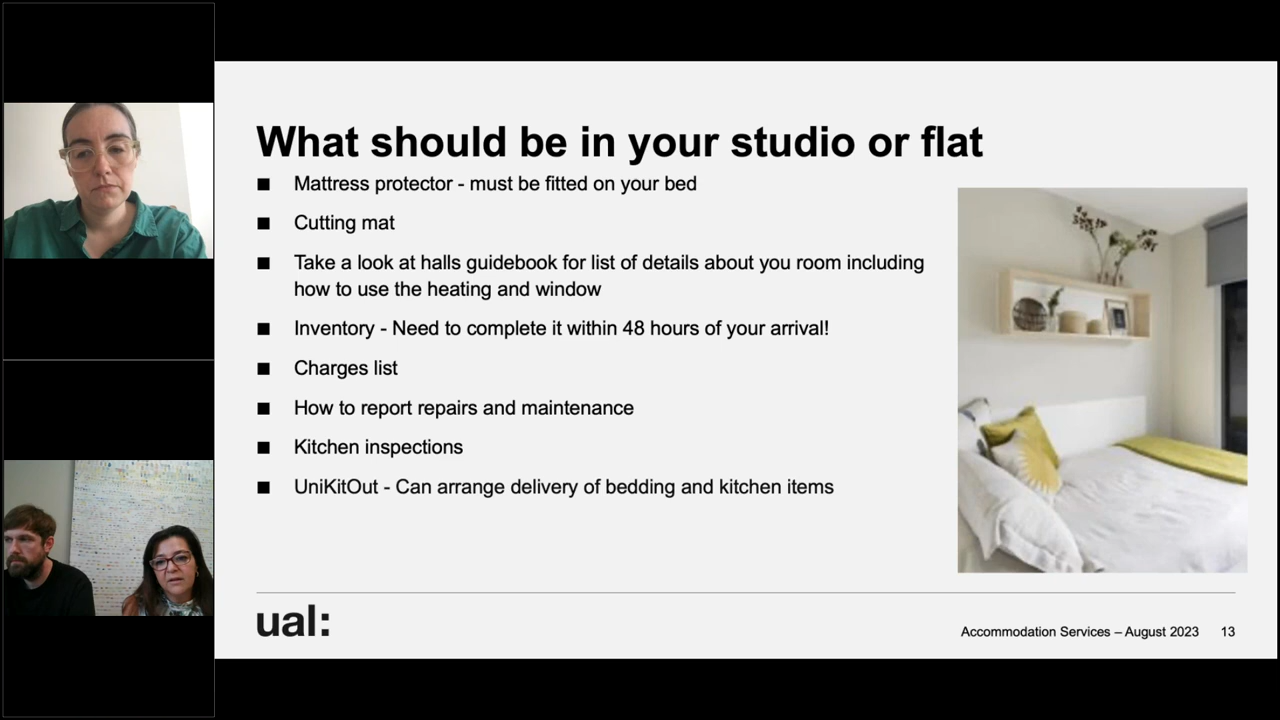 What should be in your studio or flat
Mattress protector - must be fitted on your bed
Cutting mat
Take a look at halls guidebook for list of details about you room including
how to use the heating and window
Inventory - Need to complete it within 48 hours of your arrival!
Charges list
How to report repairs and maintenance
Kitchen inspections
UniKitOut - Can arrange delivery of bedding and kitchen items
ual:
Accommodation Services – August 2023 13